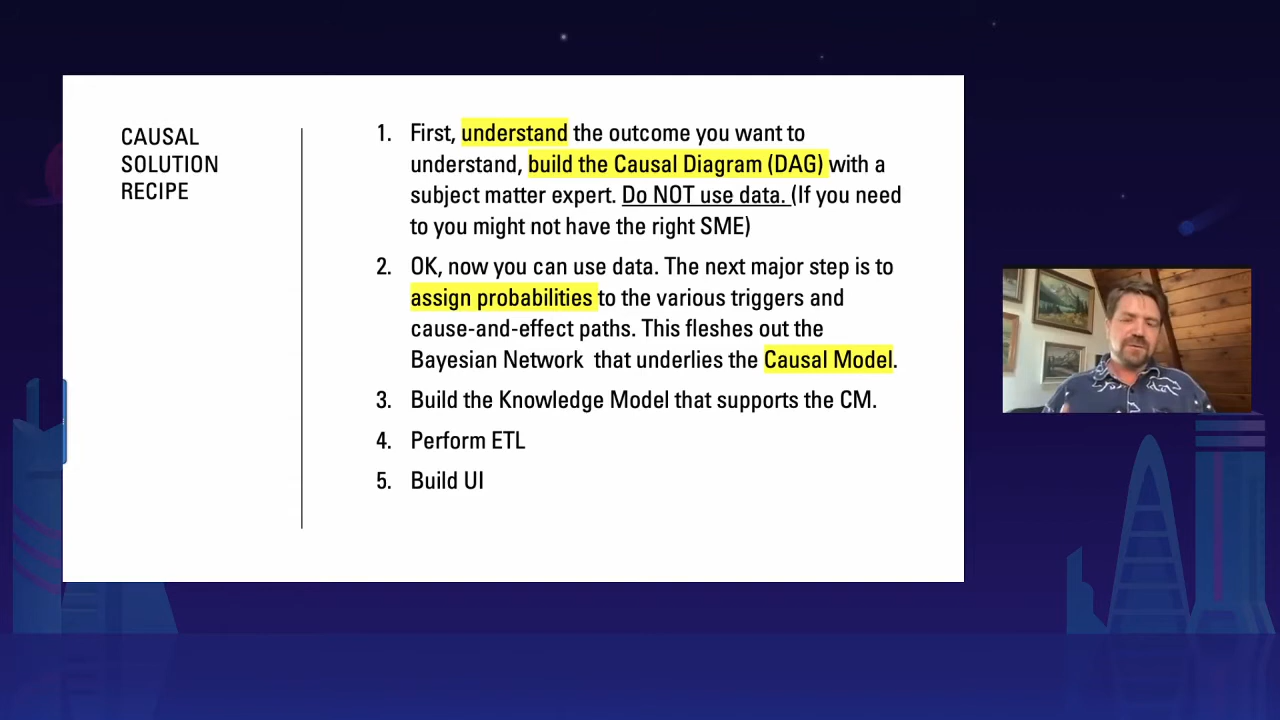 CAUSAL
SOLUTION
RECIPE
1. First, understand the outcome you want to
understand, build the Causal Diagram (DAG) with a
subject matter expert. Do NOT use data. (If you need
to you might not have the right SME)
2. OK, now you can use data. The next major step is to
assign probabilities to the various triggers and
cause-and-effect paths. This fleshes out the
Bayesian Network that underlies the Causal Model.
3. Build the Knowledge Model that supports the CM.
4. Perform ETL
5. Build UI